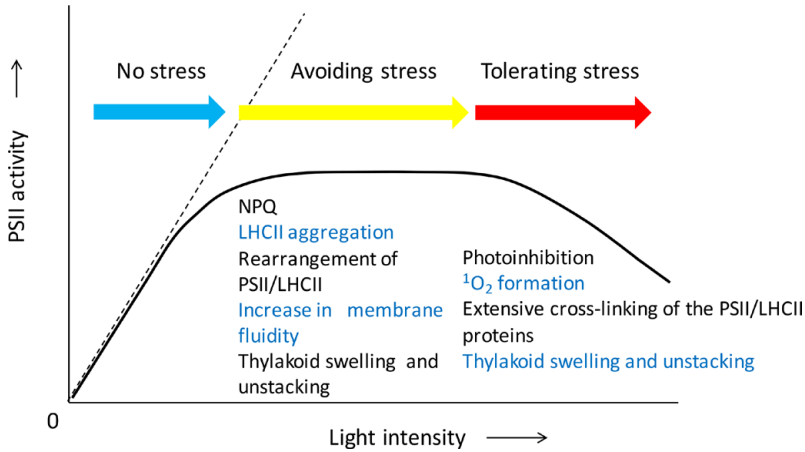 No stress
Avoiding stress
Tolerating stress
PSII activity
NPQ
LHCII aggregation
Rearrangement of
PSII/LHCII
Increase in membrane
fluidity
Thylakoid swelling and
unstacking
Photoinhibition
¹O₂ formation
Extensive cross-linking of the PSII/LHCII
proteins
Thylakoid swelling and unstacking
0
Light intensity